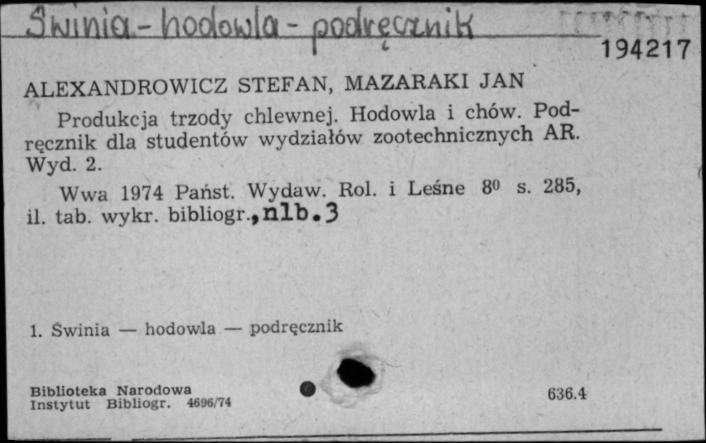 Świnia - hodowla - podręcznik
194217
ALEXANDROWICZ STEFAN, MAZARAKI JAN
Produkcja trzody chlewnej. Hodowla i chów. Pod-
ręcznik dla studentów wydziałów zootechnicznych AR.
Wyd. 2.
Wwa 1974 Państ. Wydaw. Rol. i Leśne 8⁰ s. 285,
il. tab. wykr. bibliogr., nlb. 3
1. Świnia — hodowla — podręcznik
Biblioteka Narodowa
Instytut Bibliogr. 4696/74
636.4